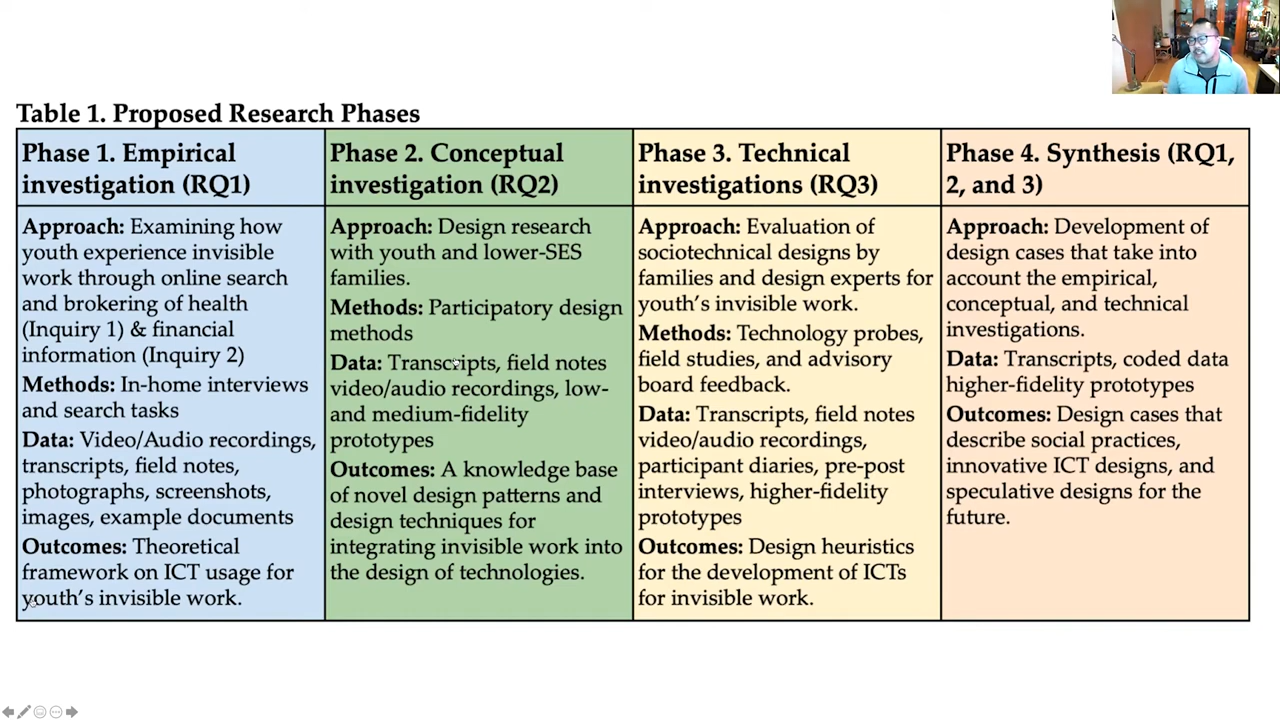 Table 1. Proposed Research Phases
Phase 1. Empirical
investigation (RQ1)
Approach: Examining how
youth experience invisible
work through online search
and brokering of health
(Inquiry 1) & financial
information (Inquiry 2)
Methods: In-home interviews
and search tasks
Data: Video/Audio recordings,
transcripts, field notes,
photographs, screenshots,
images, example documents
Outcomes: Theoretical
framework on ICT usage for
youth's invisible work.
Phase 2. Conceptual
investigation (RQ2)
Approach: Design research
with youth and lower-SES
families.
Methods: Participatory design
methods
Data: Transcripts, field notes
video/audio recordings, low-
and medium-fidelity
prototypes
Outcomes: A knowledge base
of novel design patterns and
design techniques for
integrating invisible work into
the design of technologies.
Phase 3. Technical
investigations (RQ3)
Approach: Evaluation of
sociotechnical designs by
families and design experts for
youth's invisible work.
Methods: Technology probes,
field studies, and advisory
board feedback.
Data: Transcripts, field notes
video/audio recordings,
participant diaries, pre-post
interviews, higher-fidelity
prototypes
Outcomes: Design heuristics
for the development of ICTs
for invisible work.
Phase 4. Synthesis (RQ1,
2, and 3)
Approach: Development of
design cases that take into
account the empirical,
conceptual, and technical
investigations.
Data: Transcripts, coded data
higher-fidelity prototypes
Outcomes: Design cases that
describe social practices,
innovative ICT designs, and
speculative designs for the
future.